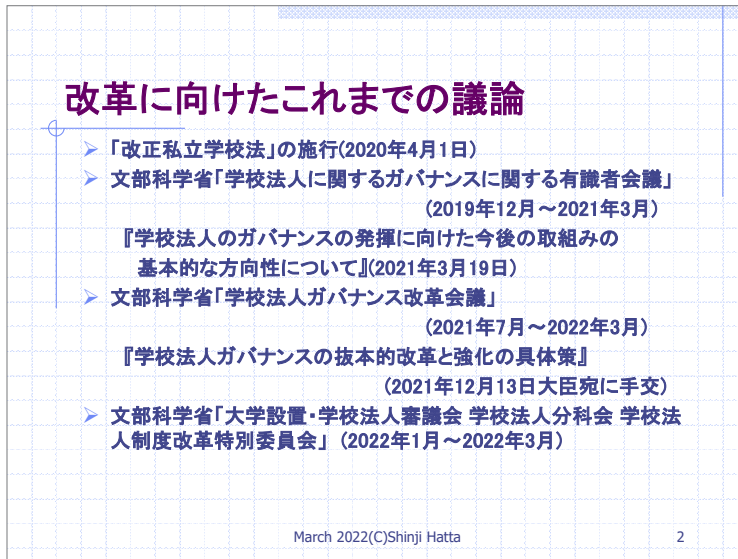 改革に向けたこれまでの議論
➢ 「改正私立学校法」の施行(2020年4月1日)
➢ 文部科学省「学校法人に関するガバナンスに関する有識者会議」
(2019年12月～2021年3月)
『学校法人のガバナンスの発揮に向けた今後の取組みの
基本的な方向性について』(2021年3月19日)
➢ 文部科学省「学校法人ガバナンス改革会議」
(2021年7月～2022年3月)
『学校法人ガバナンスの抜本的改革と強化の具体策』
(2021年12月13日大臣宛に手交)
➢ 文部科学省「大学設置・学校法人審議会 学校法人分科会 学校法
人制度改革特別委員会」 (2022年1月～2022年3月)
March 2022(C)Shinji Hatta
2